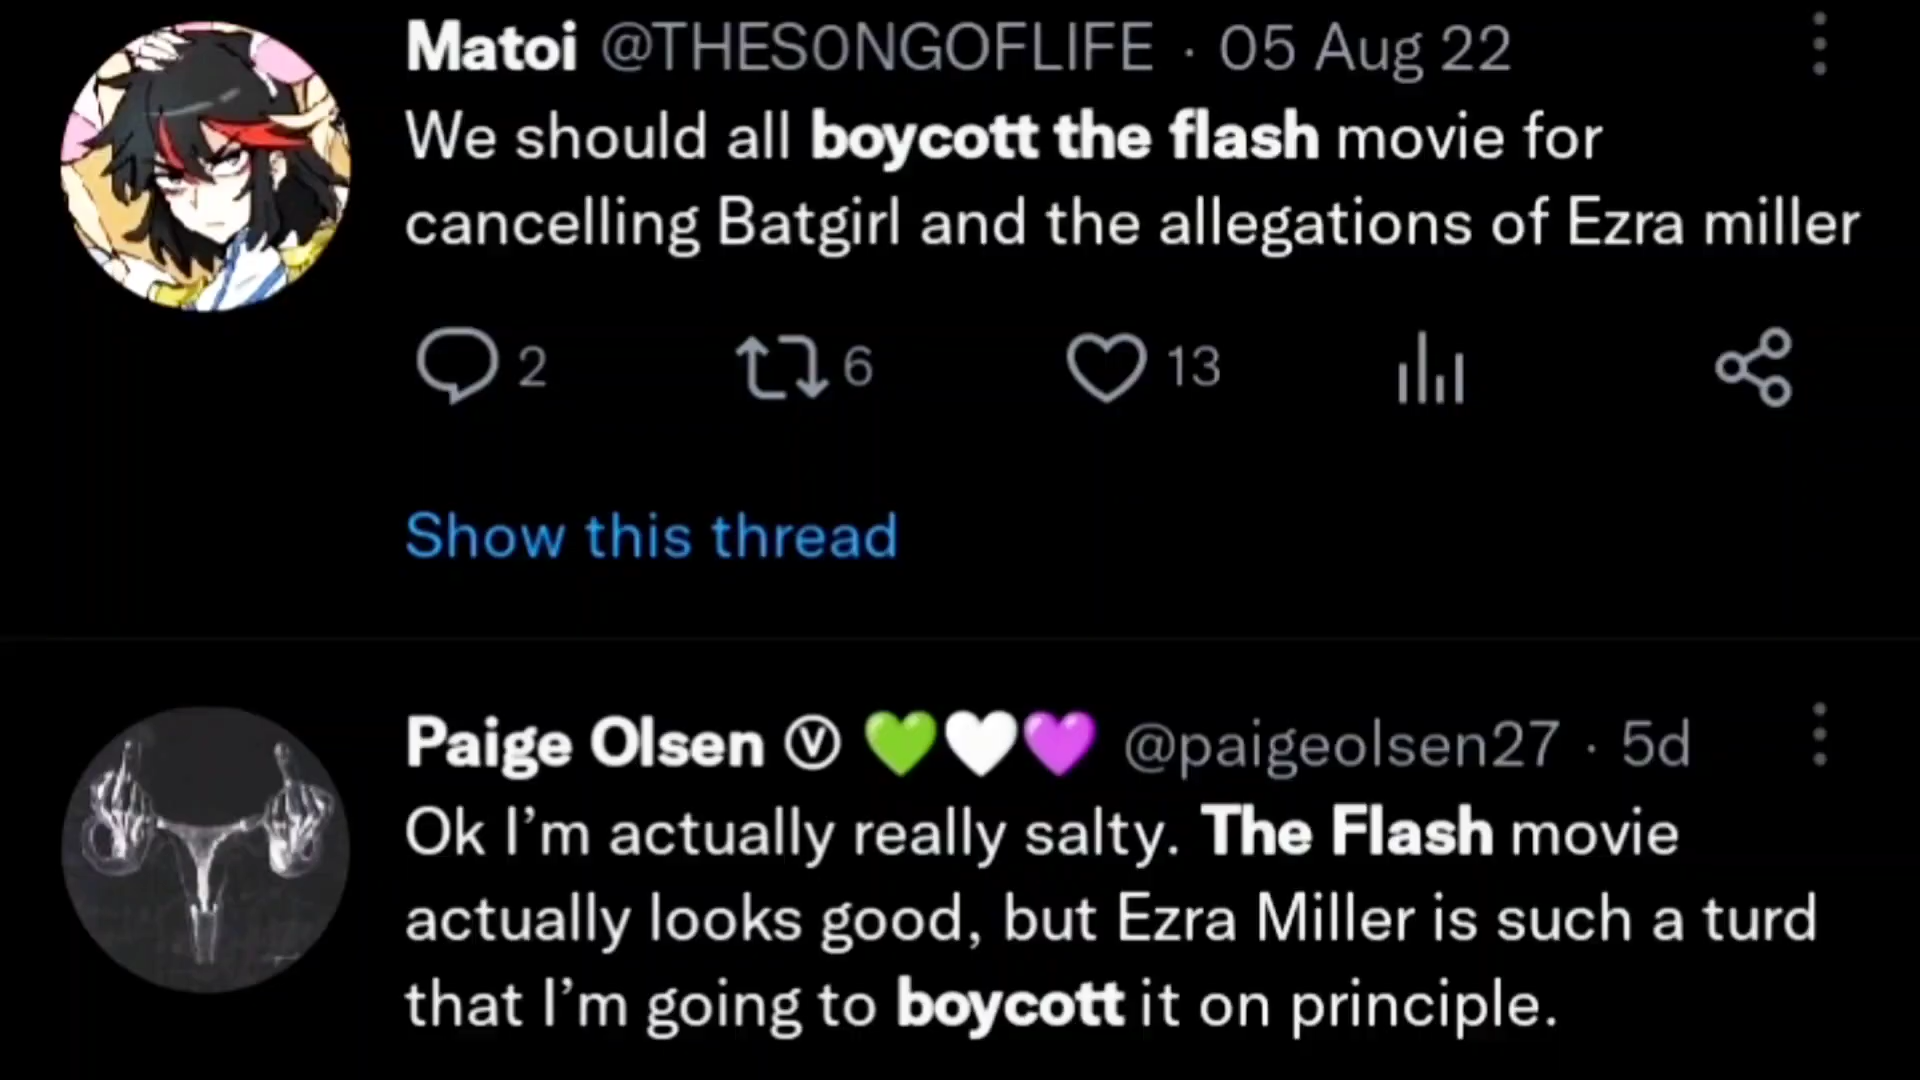 Matoi @THESONGOFLIFE · 05 Aug 22
We should all boycott the flash movie for
cancelling Batgirl and the allegations of Ezra miller
2 6 13
Show this thread
Paige Olsen Ⓥ 💚🤍💜 @paigeolsen27 · 5d
Ok I’m actually really salty. The Flash movie
actually looks good, but Ezra Miller is such a turd
that I’m going to boycott it on principle.